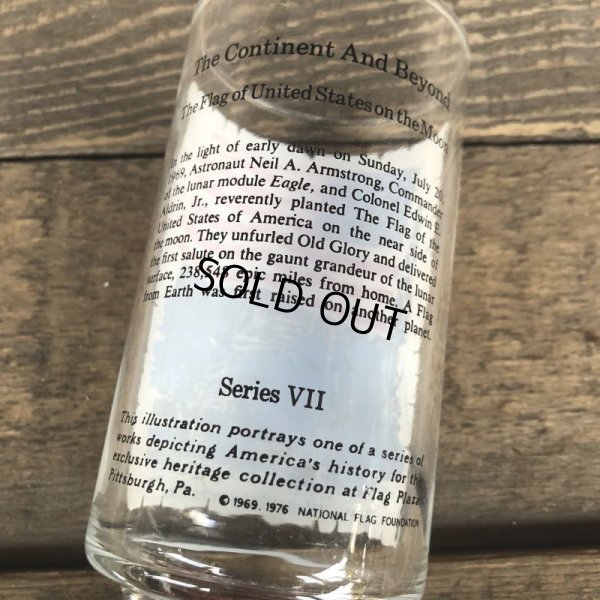 The Continent And Beyond
The Flag of United States on the Moon
In the light of early dawn on Sunday, July 20,
1969, Astronaut Neil A. Armstrong, Commander
of the lunar module Eagle, and Colonel Edwin E.
Aldrin, Jr., reverently planted The Flag of the
United States of America on the near side of
the moon. They unfurled Old Glory and delivered
the first salute on the gaunt grandeur of the lunar
surface, epic miles from home. A Flag
from Earth was first raised on another planet.
SOLD OUT
Series VII
This illustration portrays one of a series of
works depicting America's history for the
exclusive heritage collection at Flag Plaza
Pittsburgh, Pa.
© 1969. 1976 NATIONAL FLAG FOUNDATION